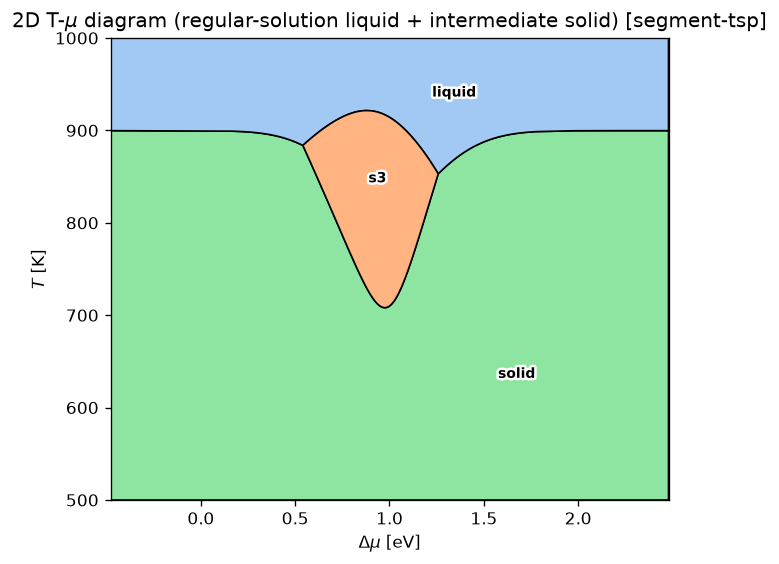 2D T-μ diagram (regular-solution liquid + intermediate solid) [segment-tsp]
1000
900
800
700
600
500
T [K]
liquid
s3
solid
0.0 0.5 1.0 1.5 2.0
Δμ [eV]